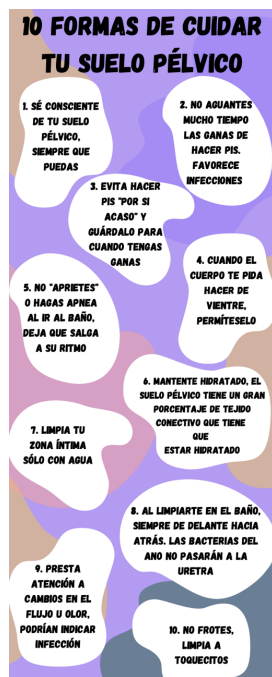 10 FORMAS DE CUIDAR
TU SUELO PÉLVICO
1. SÉ CONSCIENTE
DE TU SUELO
PÉLVICO,
SIEMPRE QUE
PUEDAS
2. NO AGUANTES
MUCHO TIEMPO
LAS GANAS DE
HACER PIS.
FAVORECE
INFECCIONES
3. EVITA HACER
PIS "POR SI
ACASO" Y
GUÁRDALO PARA
CUANDO TENGAS
GANAS
4. CUANDO EL
CUERPO TE PIDA
HACER DE
VIENTRE,
PERMÍTESELO
5. NO "APRIETES"
O HAGAS APNEA
AL IR AL BAÑO,
DEJA QUE SALGA
A SU RITMO
6. MANTENTE HIDRATADO, EL
SUELO PÉLVICO TIENE UN GRAN
PORCENTAJE DE TEJIDO
CONECTIVO QUE TIENE
QUE
ESTAR HIDRATADO
7. LIMPIA TU
ZONA ÍNTIMA
SÓLO CON AGUA
8. AL LIMPIARTE EN EL BAÑO,
SIEMPRE DE DELANTE HACIA
ATRÁS. LAS BACTERIAS DEL
ANO NO PASARÁN A LA
URETRA
9. PRESTA
ATENCIÓN A
CAMBIOS EN EL
FLUJO U OLOR,
PODRÍAN INDICAR
INFECCIÓN
10. NO FROTES,
LIMPIA A
TOQUECITOS